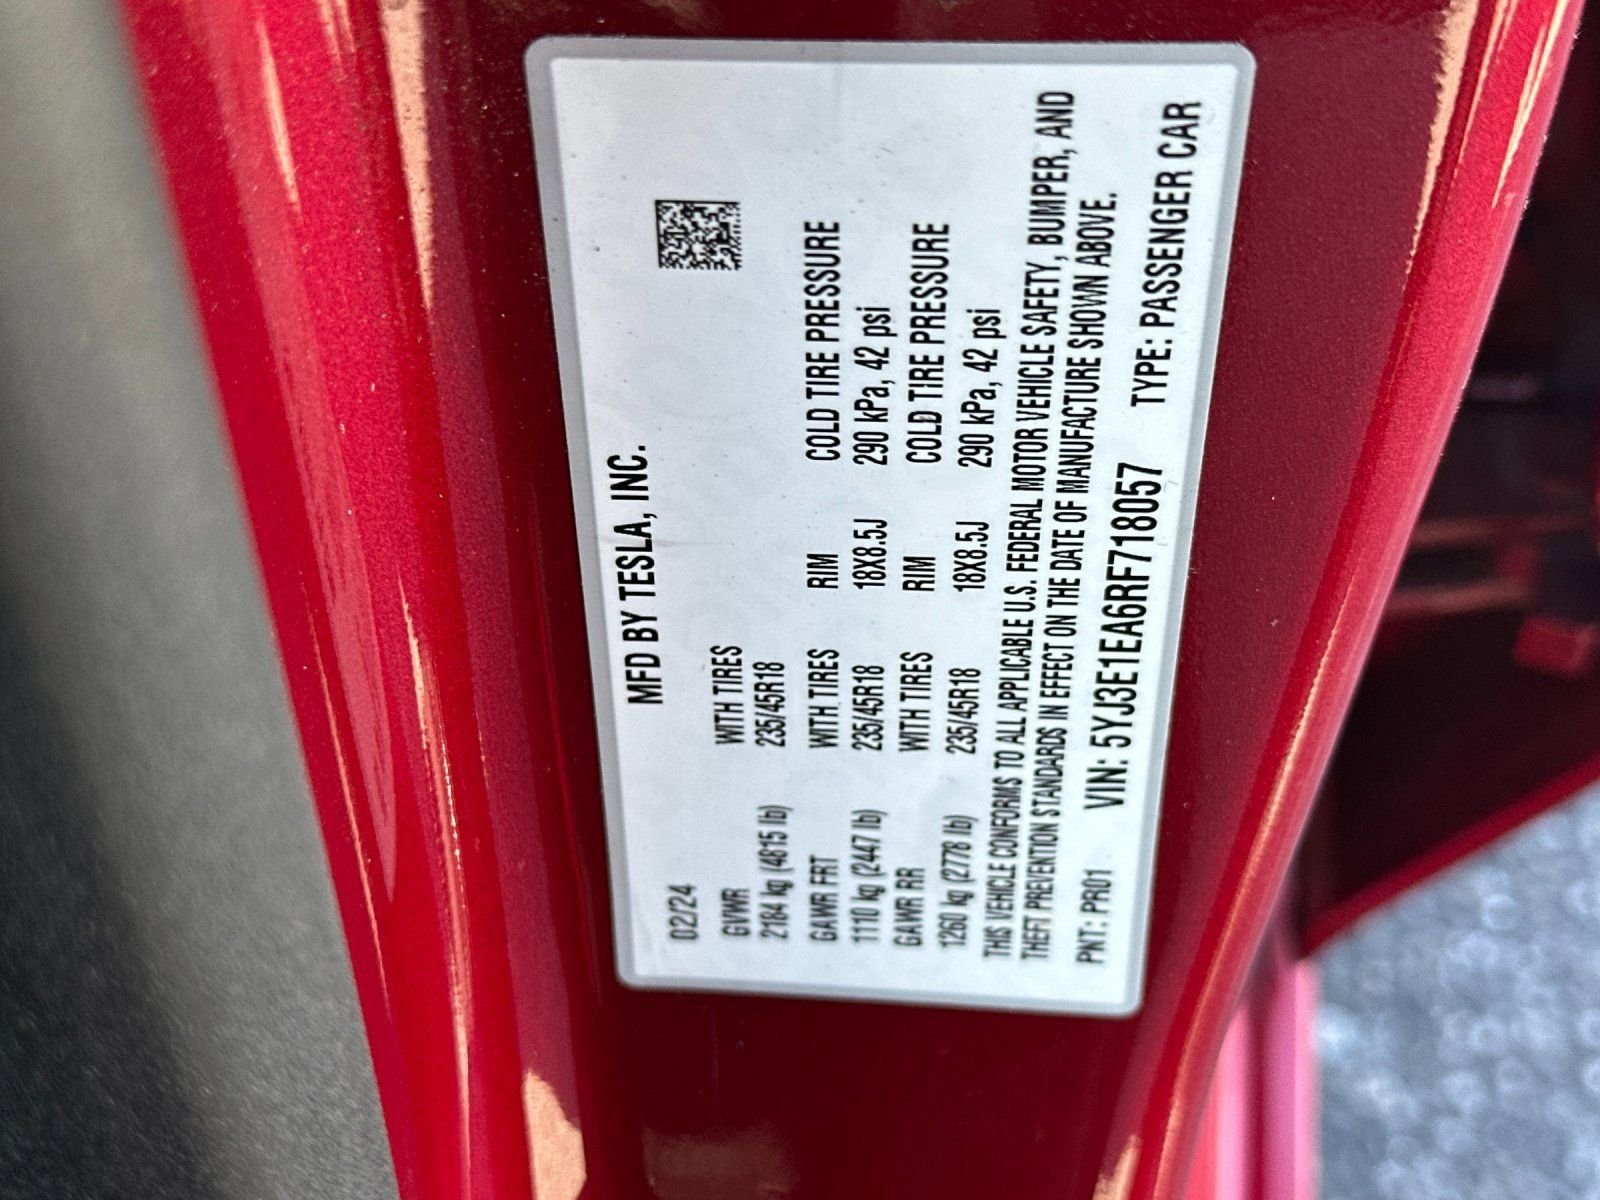 MFD BY TESLA, INC.
02/24
GVWR WITH TIRES
2184 kg (4815 lb) 235/45R18
GAWR FRT WITH TIRES RIM COLD TIRE PRESSURE
1110 kg (2447 lb) 235/45R18 18X8.5J 290 kPa, 42 psi
GAWR RR WITH TIRES RIM COLD TIRE PRESSURE
1260 kg (2778 lb) 235/45R18 18X8.5J 290 kPa, 42 psi
THIS VEHICLE CONFORMS TO ALL APPLICABLE U.S. FEDERAL MOTOR VEHICLE SAFETY, BUMPER, AND
THEFT PREVENTION STANDARDS IN EFFECT ON THE DATE OF MANUFACTURE SHOWN ABOVE.
PNT: PR01 VIN: 5YJ3E1EA6RF718057 TYPE: PASSENGER CAR